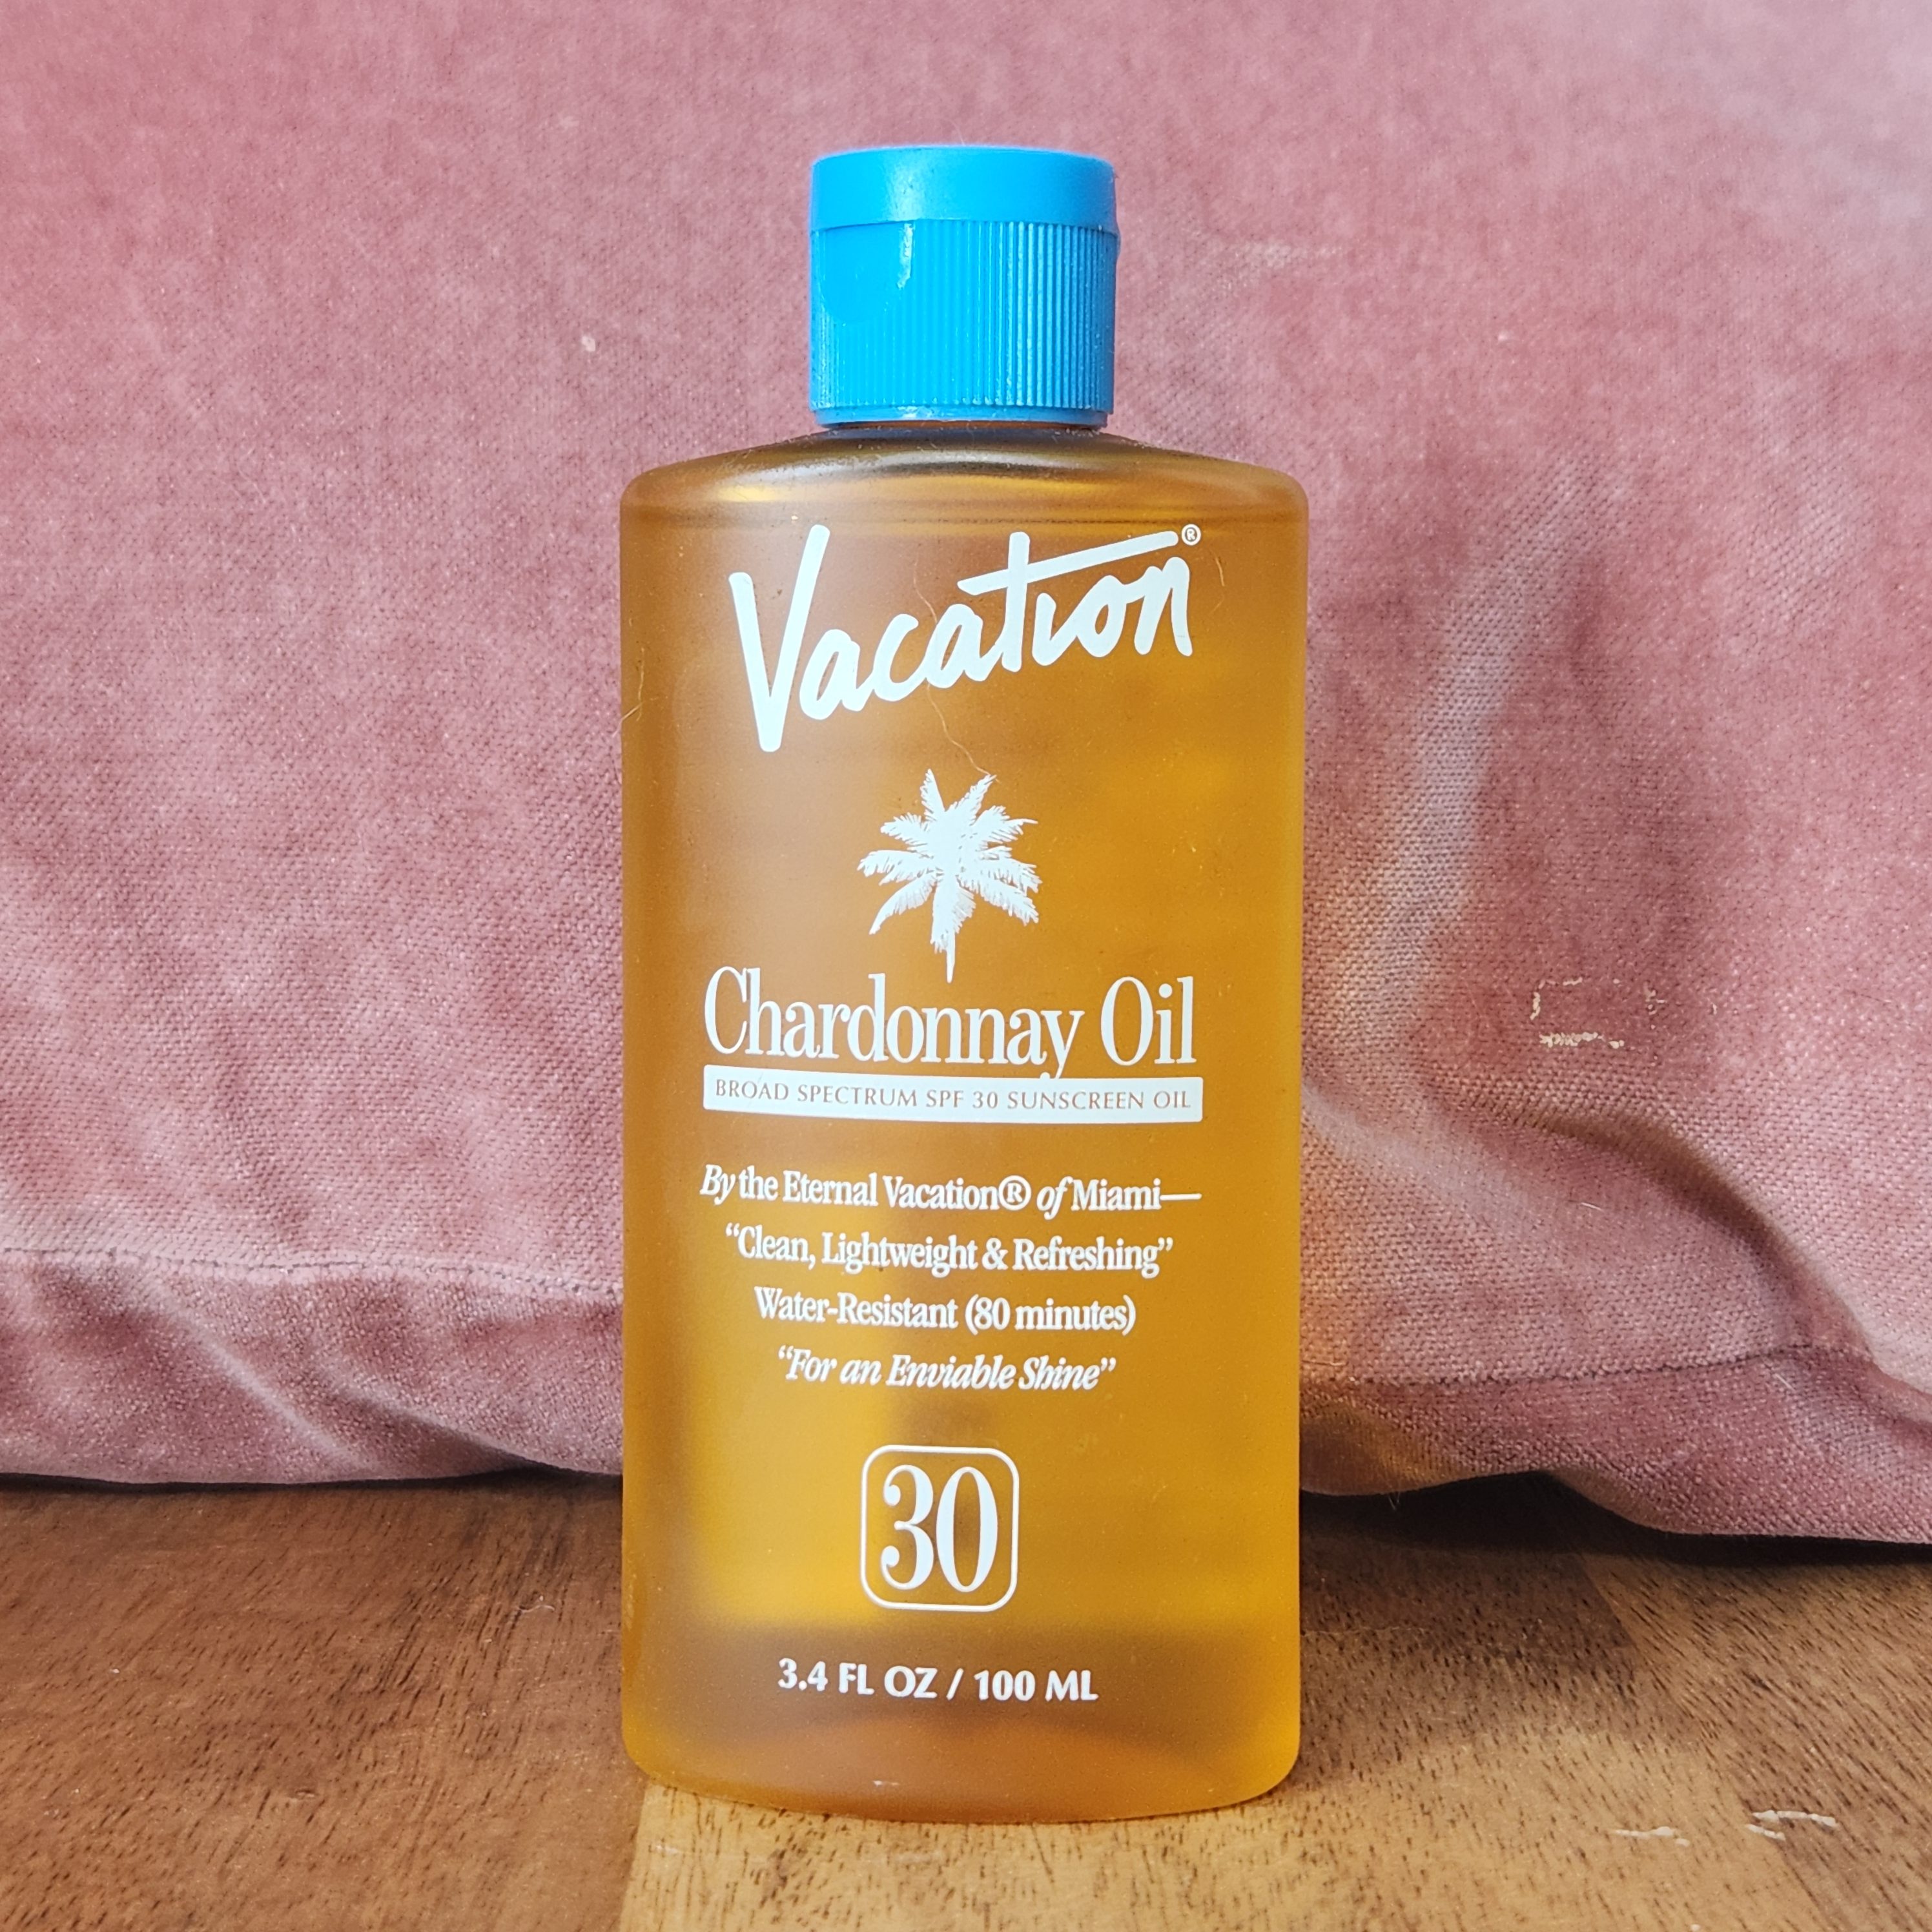 Vacation®
Chardonnay Oil
BROAD SPECTRUM SPF 30 SUNSCREEN OIL
By the Eternal Vacation® of Miami—
“Clean, Lightweight & Refreshing”
Water-Resistant (80 minutes)
“For an Enviable Shine”
30
3.4 FL OZ / 100 ML